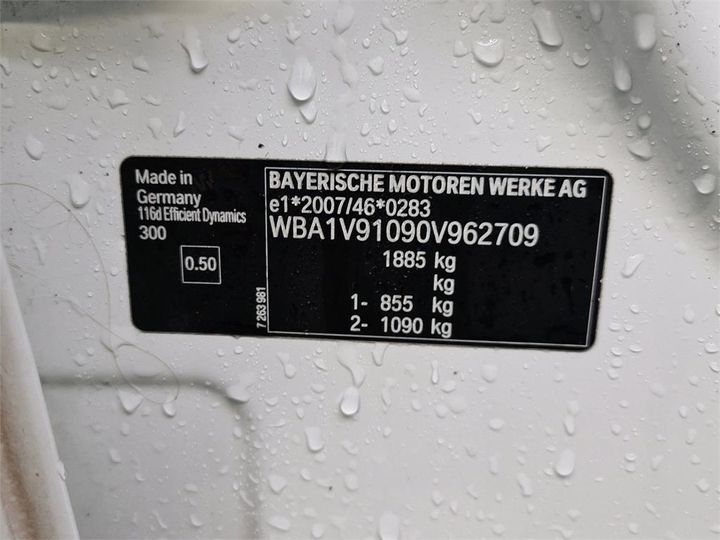 Made in
Germany
116d Efficient Dynamics
300
0.50
7 263 981
BAYERISCHE MOTOREN WERKE AG
e1*2007/46*0283
WBA1V91090V962709
1885 kg
kg
1- 855 kg
2- 1090 kg